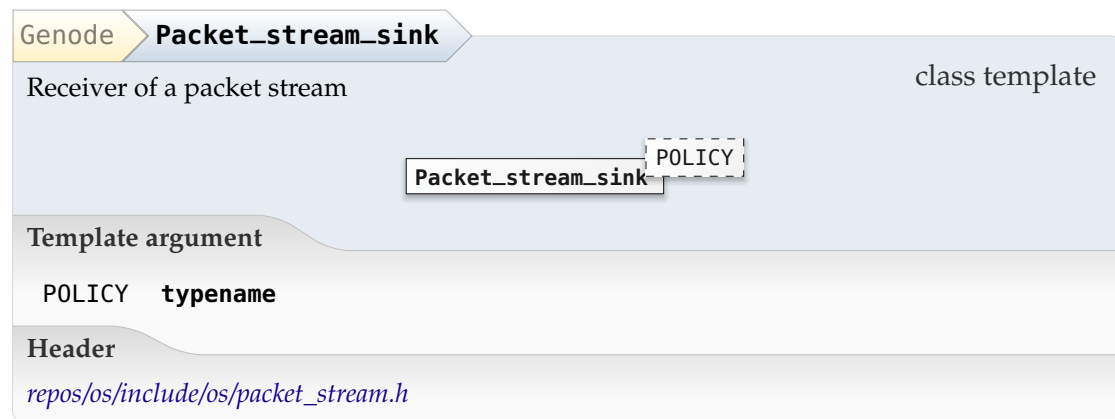 Genode Packet_stream_sink
Receiver of a packet stream
class template
POLICY
Packet_stream_sink
Template argument
POLICY typename
Header
repos/os/include/os/packet_stream.h